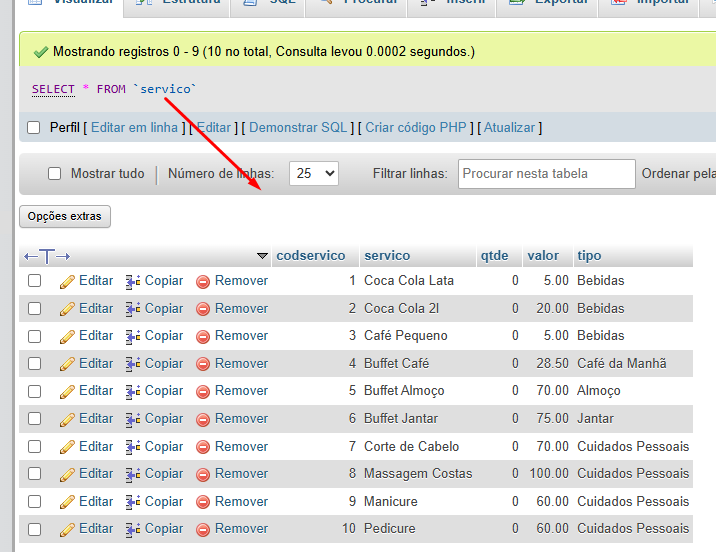 Visualizar Estrutura SQL Procurar Inserir Exportar Importar
Mostrando registros 0 - 9 (10 no total, Consulta levou 0.0002 segundos.)
SELECT * FROM `servico`
Perfil [ Editar em linha ] [ Editar ] [ Demonstrar SQL ] [ Criar código PHP ] [ Atualizar ]
Mostrar tudo Número de linhas: 25 Filtrar linhas: Procurar nesta tabela Ordenar pela
Opções extras
←T→ codservico servico qtde valor tipo
Editar Copiar Remover 1 Coca Cola Lata 0 5.00 Bebidas
Editar Copiar Remover 2 Coca Cola 2l 0 20.00 Bebidas
Editar Copiar Remover 3 Café Pequeno 0 5.00 Bebidas
Editar Copiar Remover 4 Buffet Café 0 28.50 Café da Manhã
Editar Copiar Remover 5 Buffet Almoço 0 70.00 Almoço
Editar Copiar Remover 6 Buffet Jantar 0 75.00 Jantar
Editar Copiar Remover 7 Corte de Cabelo 0 70.00 Cuidados Pessoais
Editar Copiar Remover 8 Massagem Costas 0 100.00 Cuidados Pessoais
Editar Copiar Remover 9 Manicure 0 60.00 Cuidados Pessoais
Editar Copiar Remover 10 Pedicure 0 60.00 Cuidados Pessoais